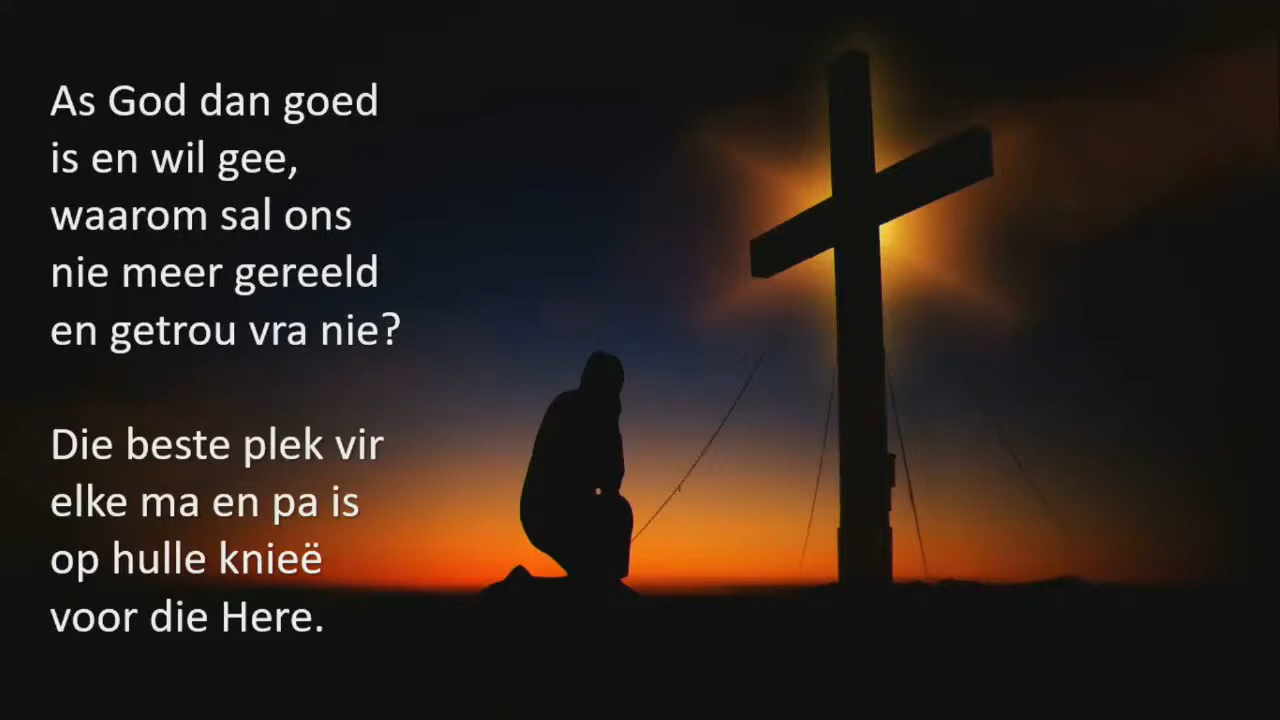 As God dan goed
is en wil gee,
waarom sal ons
nie meer gereeld
en getrou vra nie?
Die beste plek vir
elke ma en pa is
op hulle knieë
voor die Here.